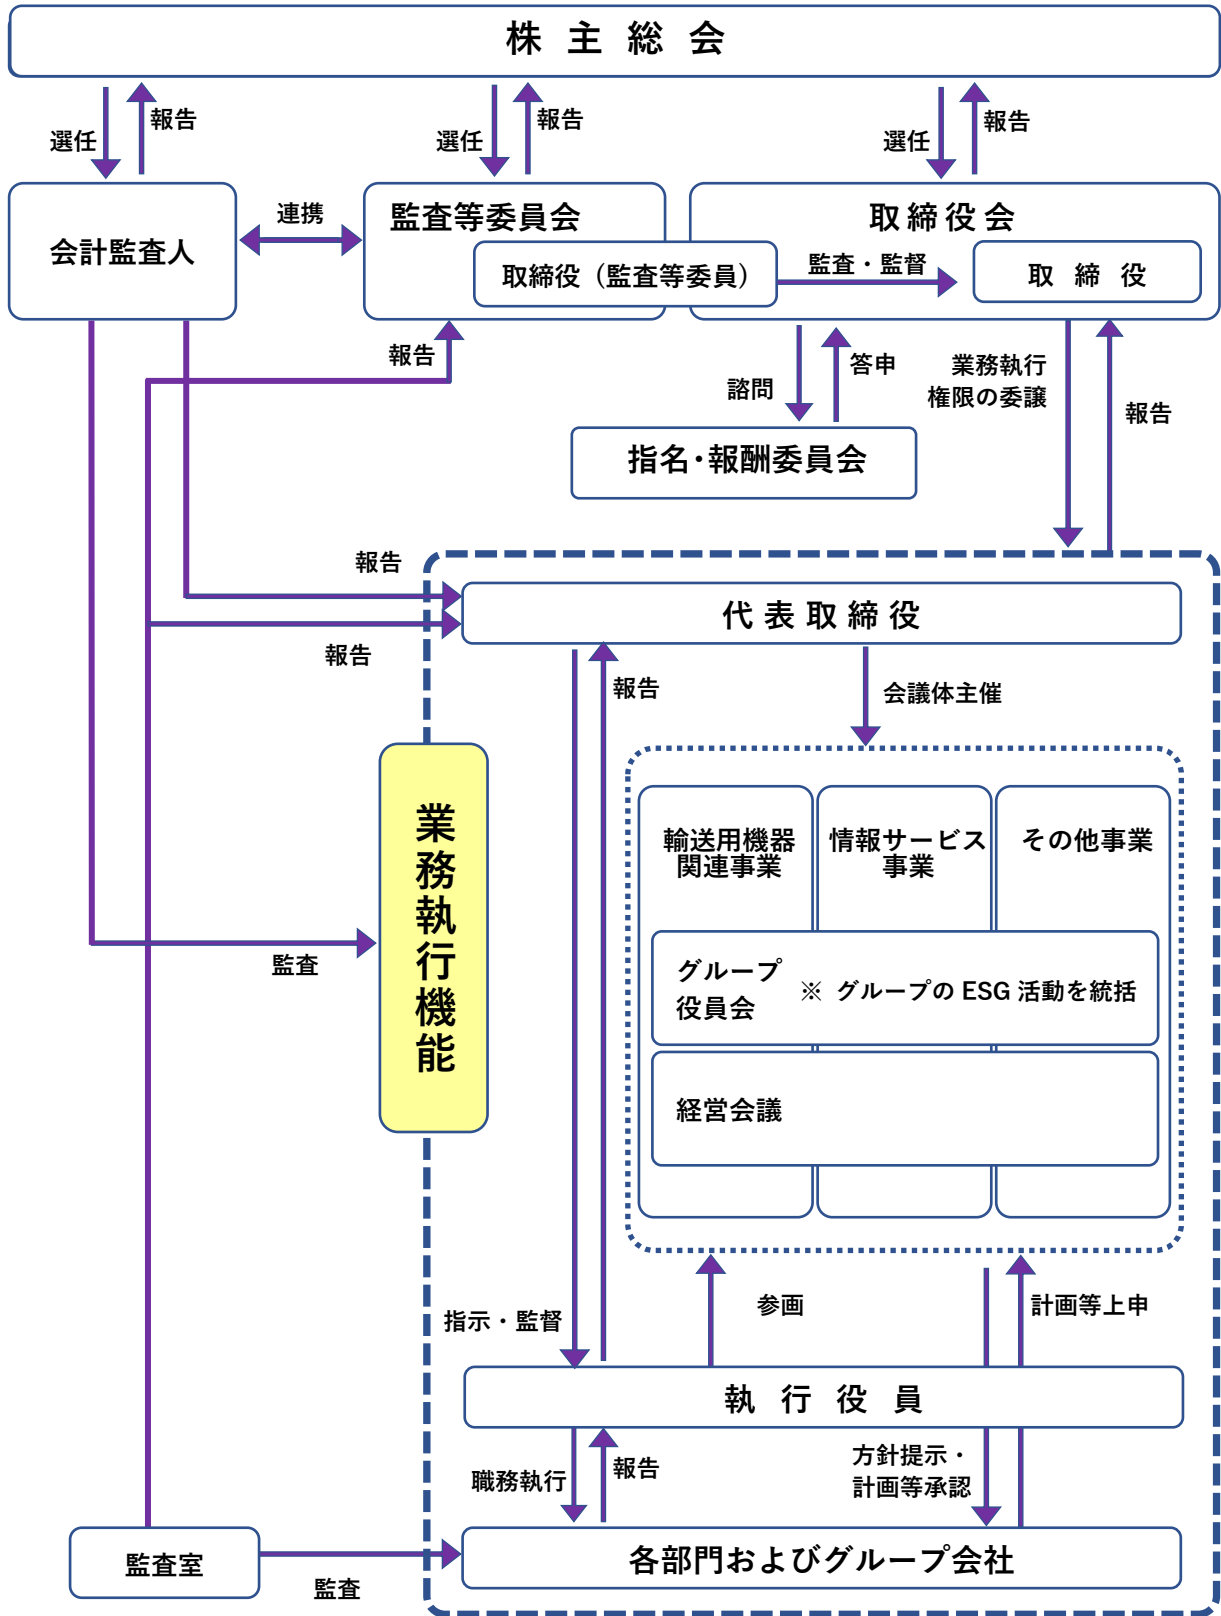 株主総会
選任
報告
選任
報告
選任
報告
会計監査人
連携
監査等委員会
取締役（監査等委員）
監査・監督
取締役会
取締役
報告
諮問
答申
業務執行
権限の委譲
報告
指名・報酬委員会
報告
代表取締役
報告
報告
会議体主催
業務執行機能
輸送用機器
関連事業
情報サービス
事業
その他事業
監査
グループ
役員会
※ グループの ESG 活動を統括
経営会議
指示・監督
参画
計画等上申
執行役員
職務執行
報告
方針提示・
計画等承認
監査室
監査
各部門およびグループ会社